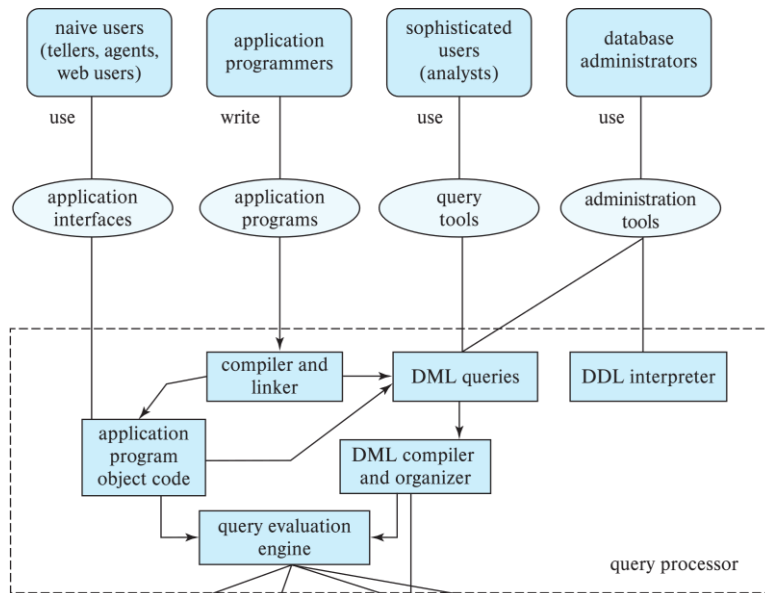 naive users
(tellers, agents,
web users)
application
programmers
sophisticated
users
(analysts)
database
administrators
use
write
use
use
application
interfaces
application
programs
query
tools
administration
tools
compiler and
linker
DML queries
DDL interpreter
application
program
object code
DML compiler
and organizer
query evaluation
engine
query processor